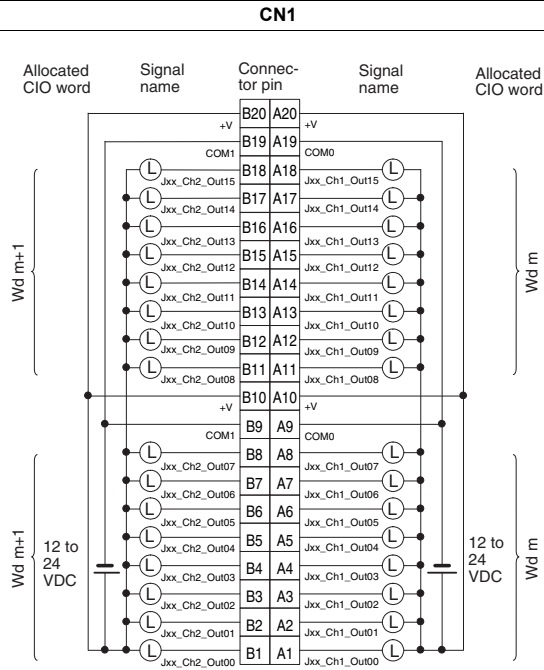 CN1
Allocated CIO word
Signal name
Connec-tor pin
Signal name
Allocated CIO word
B20 A20
+V +V
B19 A19
COM1 COM0
L B18 A18 L
Jxx_Ch2_Out15 Jxx_Ch1_Out15
L B17 A17 L
Jxx_Ch2_Out14 Jxx_Ch1_Out14
L B16 A16 L
Jxx_Ch2_Out13 Jxx_Ch1_Out13
L B15 A15 L
Jxx_Ch2_Out12 Jxx_Ch1_Out12
Wd m+1 Wd m
L B14 A14 L
Jxx_Ch2_Out11 Jxx_Ch1_Out11
L B13 A13 L
Jxx_Ch2_Out10 Jxx_Ch1_Out10
L B12 A12 L
Jxx_Ch2_Out09 Jxx_Ch1_Out09
L B11 A11 L
Jxx_Ch2_Out08 Jxx_Ch1_Out08
B10 A10
+V +V
B9 A9
COM1 COM0
L B8 A8 L
Jxx_Ch2_Out07 Jxx_Ch1_Out07
L B7 A7 L
Jxx_Ch2_Out06 Jxx_Ch1_Out06
L B6 A6 L
Jxx_Ch2_Out05 Jxx_Ch1_Out05
L B5 A5 L
Jxx_Ch2_Out04 Jxx_Ch1_Out04
Wd m+1 12 to 24 VDC 12 to 24 VDC Wd m
L B4 A4 L
Jxx_Ch2_Out03 Jxx_Ch1_Out03
L B3 A3 L
Jxx_Ch2_Out02 Jxx_Ch1_Out02
L B2 A2 L
Jxx_Ch2_Out01 Jxx_Ch1_Out01
L B1 A1 L
Jxx_Ch2_Out00 Jxx_Ch1_Out00